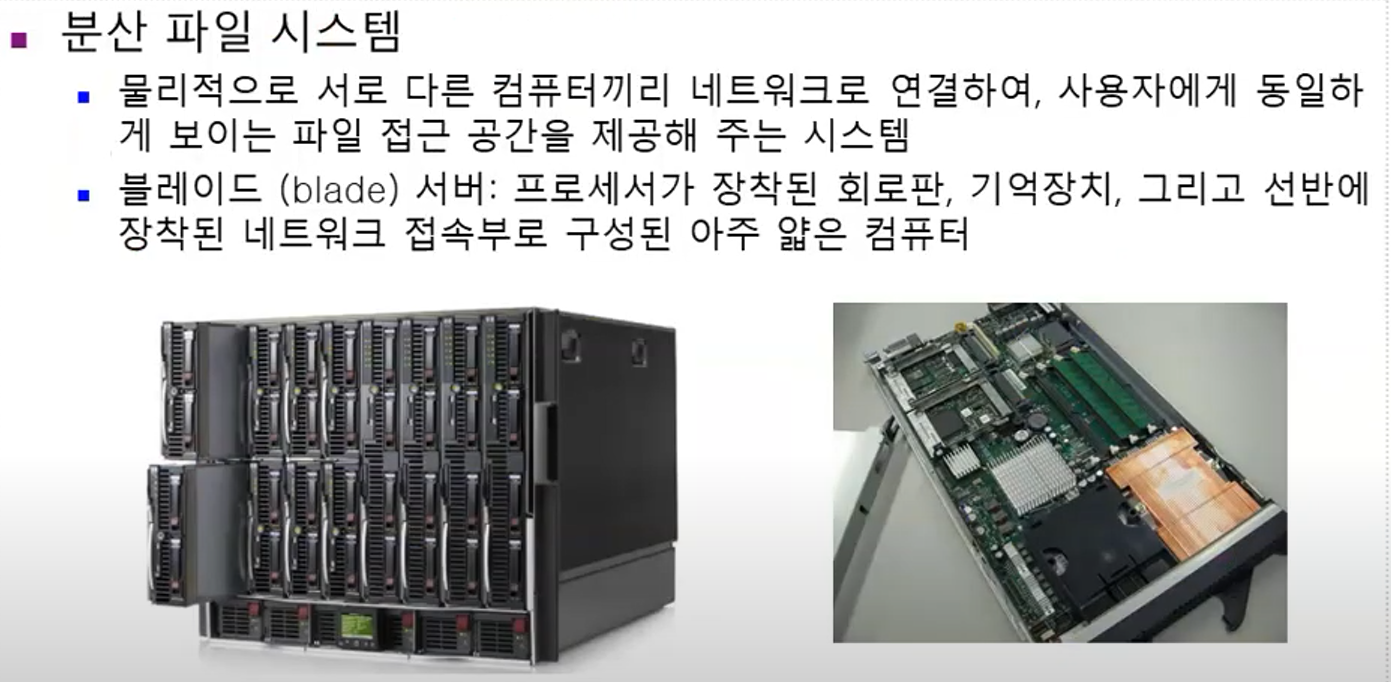 분산 파일 시스템
물리적으로 서로 다른 컴퓨터끼리 네트워크로 연결하여, 사용자에게 동일하
게 보이는 파일 접근 공간을 제공해 주는 시스템
블레이드 (blade) 서버: 프로세서가 장착된 회로판, 기억장치, 그리고 선반에
장착된 네트워크 접속부로 구성된 아주 얇은 컴퓨터